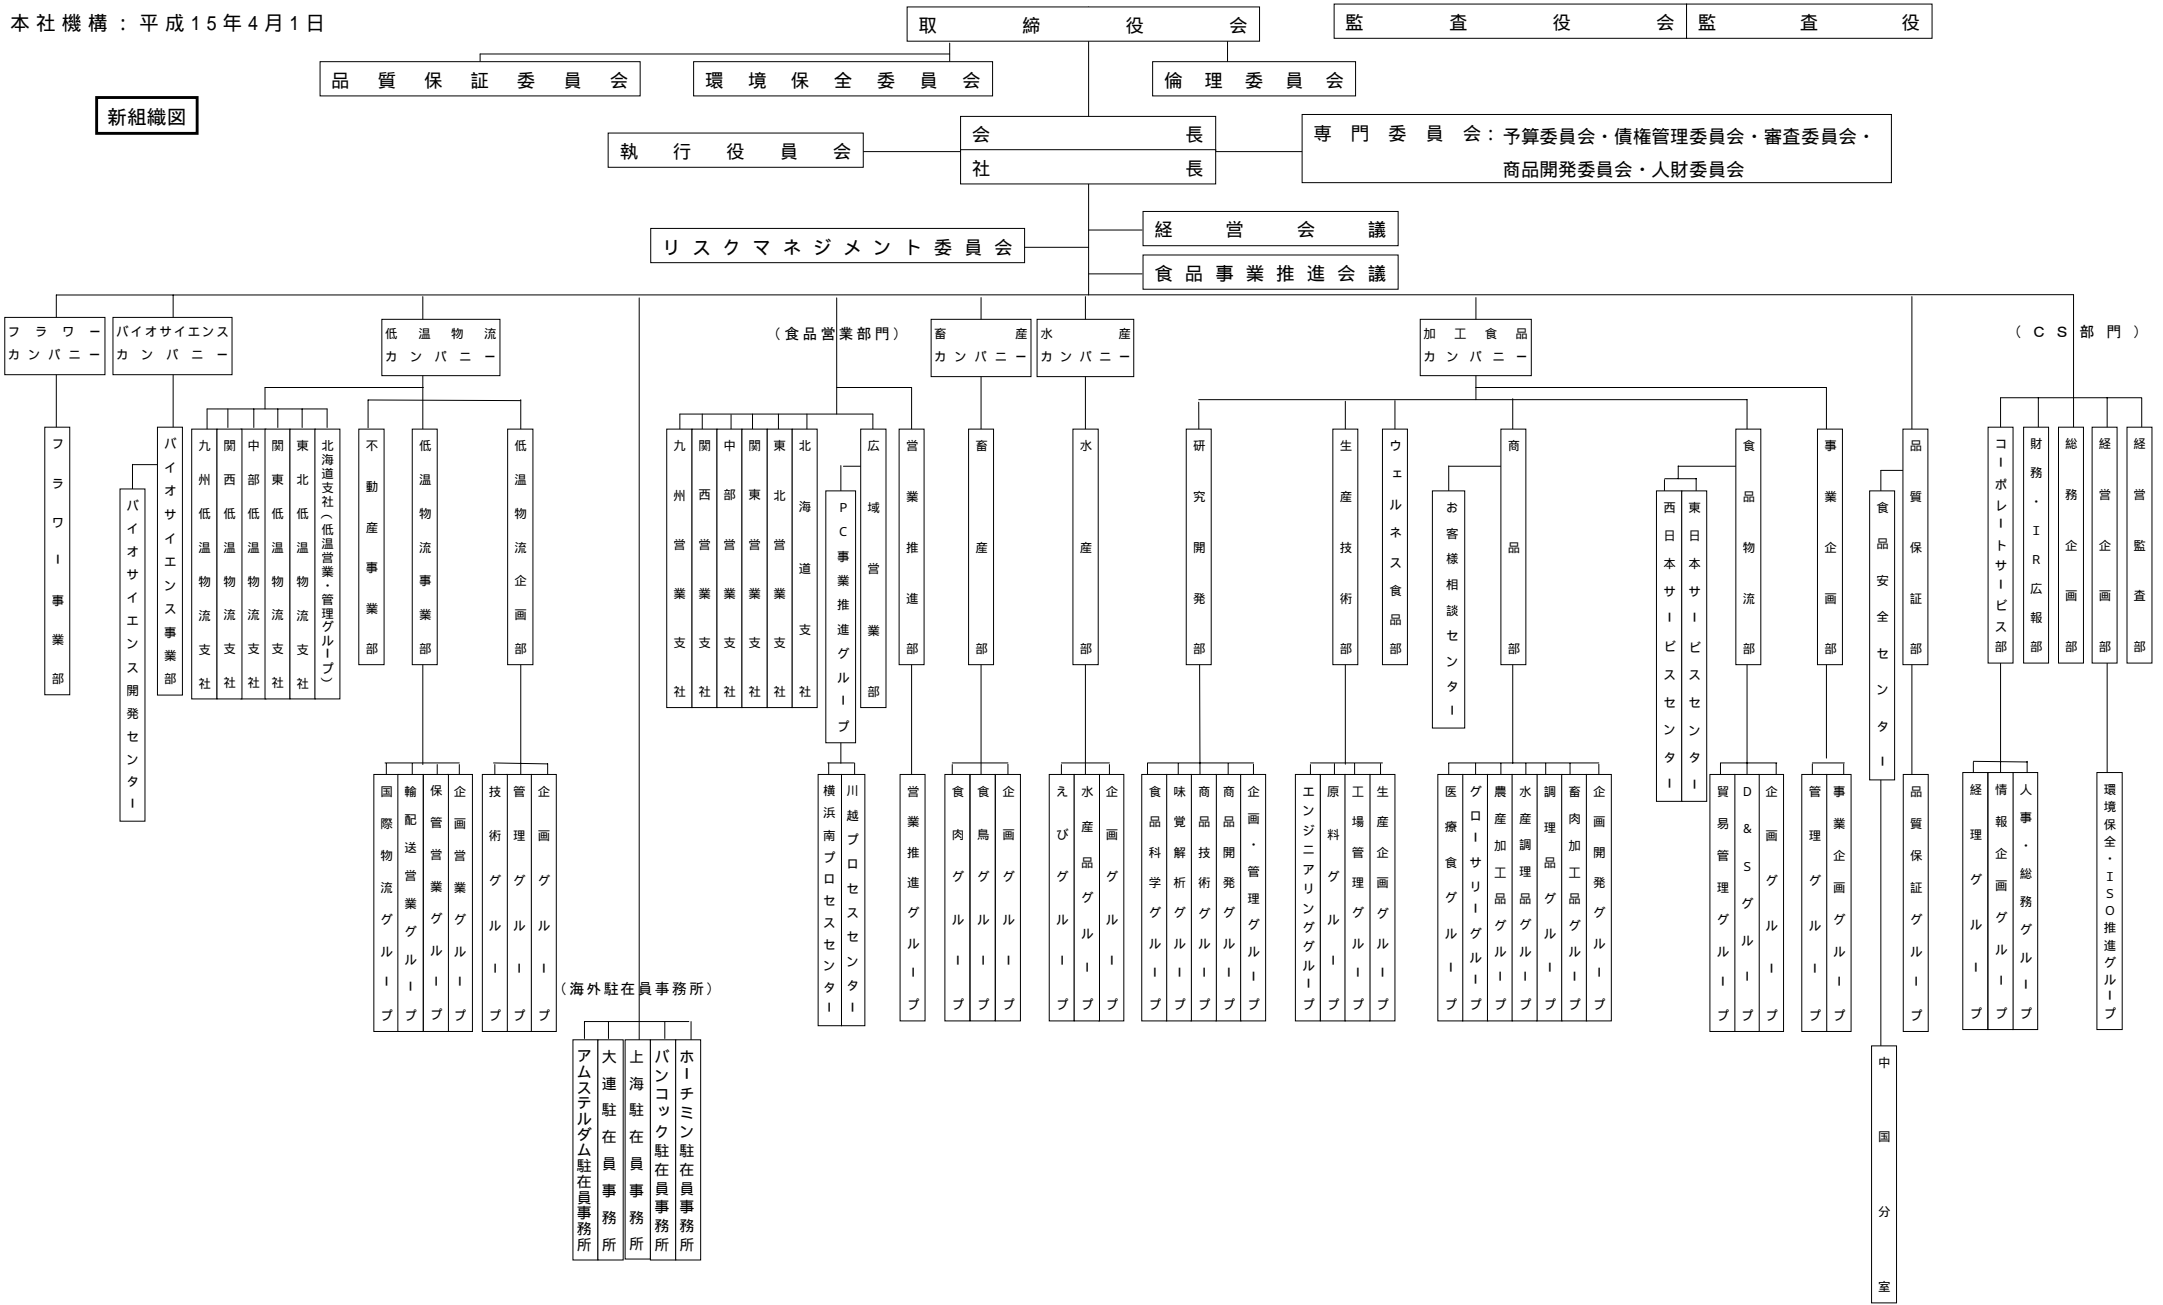 本社機構：平成15年4月1日
取締役会
監査役会
監査役
品質保証委員会
環境保全委員会
倫理委員会
新組織図
執行役員会
会長
社長
専門委員会：予算委員会・債権管理委員会・審査委員会・
商品開発委員会・人財委員会
経営会議
リスクマネジメント委員会
食品事業推進会議
フラワー
カンパニー
バイオサイエンス
カンパニー
低温物流
カンパニー
（食品営業部門）
畜産
カンパニー
水産
カンパニー
加工食品
カンパニー
（ＣＳ部門）
フラワー事業部
バイオサイエンス開発センター
バイオサイエンス事業部
九州低温物流支社
関西低温物流支社
中部低温物流支社
関東低温物流支社
東北低温物流支社
北海道支社（低温営業・管理グループ）
不動産事業部
低温物流事業部
低温物流企画部
九州営業支社
関西営業支社
中部営業支社
関東営業支社
東北営業支社
北海道支社
PC事業推進グループ
広域営業部
営業推進部
畜産部
水産部
研究開発部
生産技術部
ウェルネス食品部
お客様相談センター
商品部
西日本サービスセンター
東日本サービスセンター
食品物流部
事業企画部
食品安全センター
品質保証部
コーポレートサービス部
財務・IR広報部
総務企画部
経営企画部
経営監査部
国際物流グループ
輸配送営業グループ
保管営業グループ
企画営業グループ
技術グループ
管理グループ
企画グループ
横浜南プロセスセンター
川越プロセスセンター
営業推進グループ
食肉グループ
食鳥グループ
企画グループ
えびグループ
水産品グループ
企画グループ
食品科学グループ
味覚解析グループ
商品技術グループ
商品開発グループ
企画・管理グループ
エンジニアリンググループ
原料グループ
工場管理グループ
生産企画グループ
医療食グループ
グローサリーグループ
農産加工品グループ
水産調理品グループ
調理品グループ
畜肉加工品グループ
企画開発グループ
貿易管理グループ
D&Sグループ
企画グループ
管理グループ
事業企画グループ
品質保証グループ
経理グループ
情報企画グループ
人事・総務グループ
環境保全・ISO推進グループ
（海外駐在員事務所）
アムステルダム駐在員事務所
大連駐在員事務所
上海駐在員事務所
バンコック駐在員事務所
ホーチミン駐在員事務所
中国分室